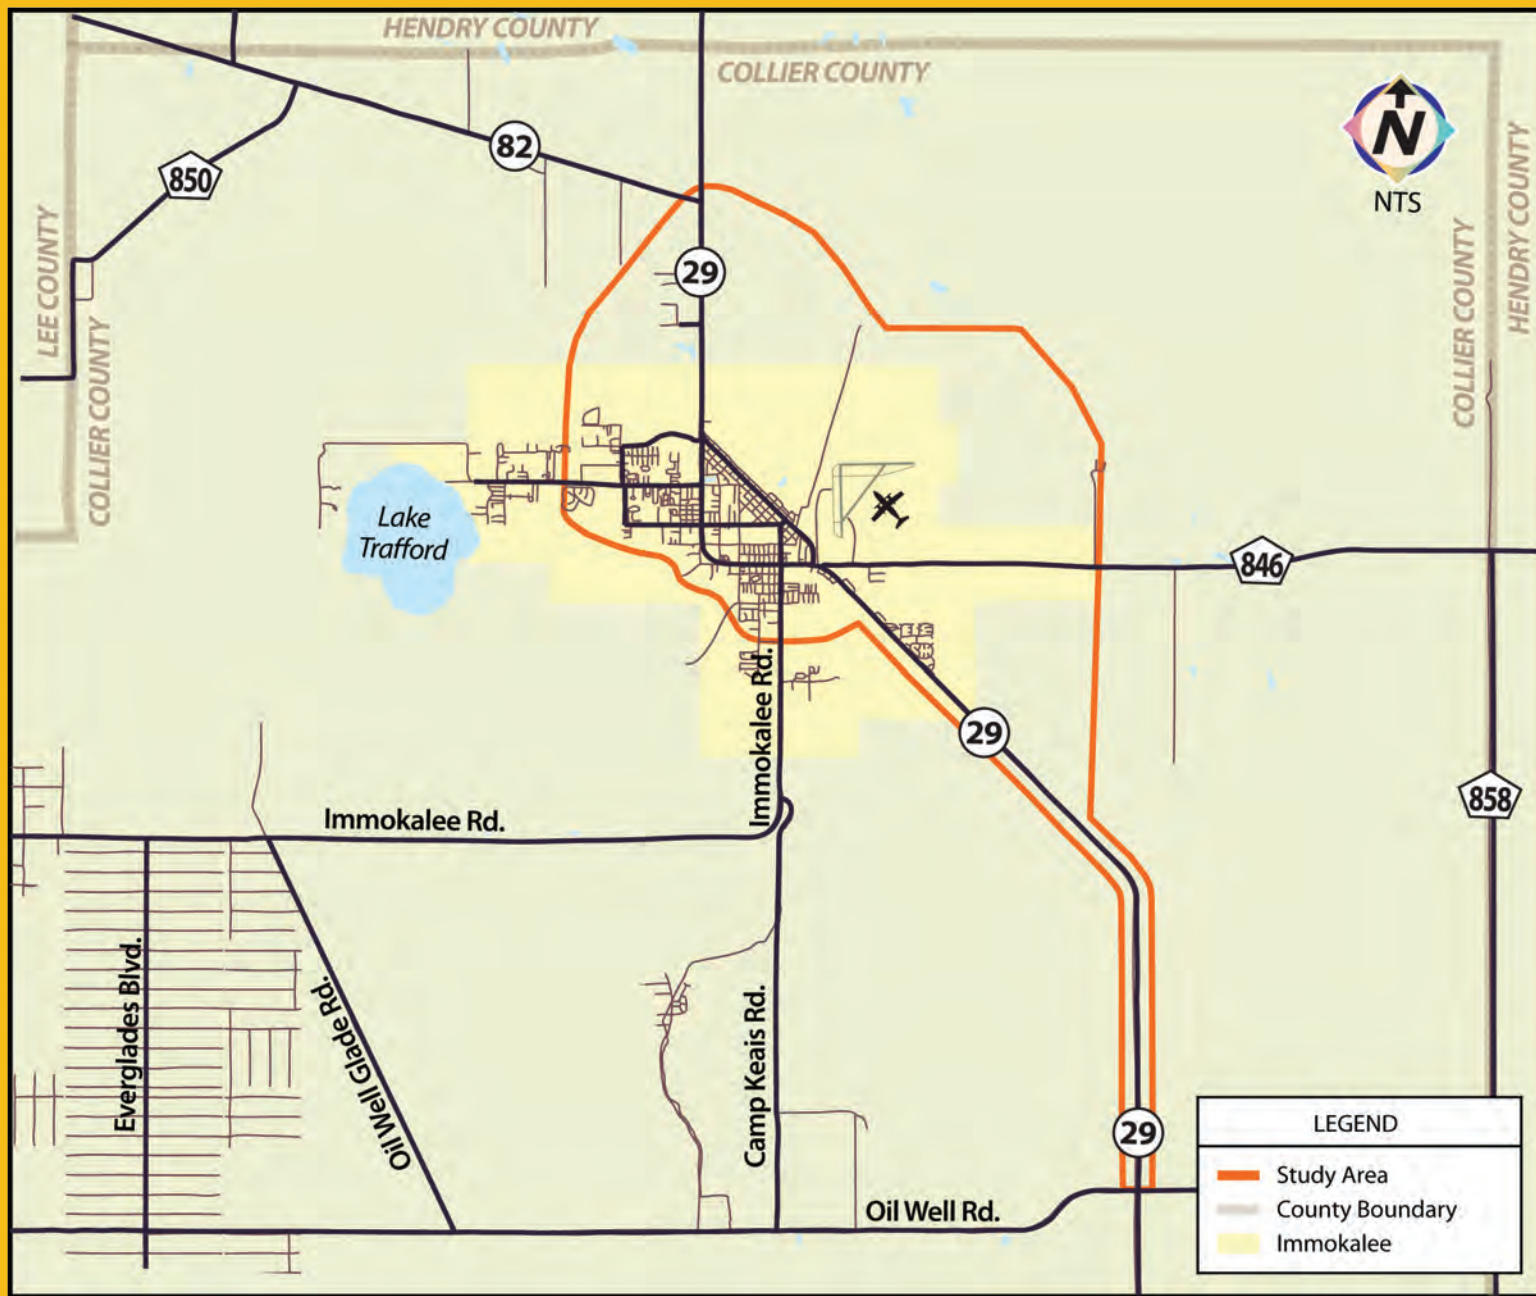 HENDRY COUNTY
COLLIER COUNTY
N
NTS
82
850
29
LEE COUNTY
COLLIER COUNTY
COLLIER COUNTY
HENDRY COUNTY
Lake
Trafford
846
Immokalee Rd.
29
858
Immokalee Rd.
Everglades Blvd.
Oil Well Glade Rd.
Camp Keais Rd.
29
Oil Well Rd.
LEGEND
Study Area
County Boundary
Immokalee